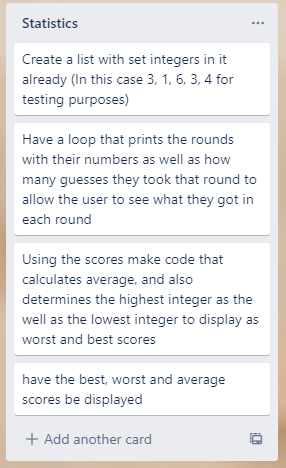 Statistics
Create a list with set integers in it
already (In this case 3, 1, 6, 3, 4 for
testing purposes)
Have a loop that prints the rounds
with their numbers as well as how
many guesses they took that round to
allow the user to see what they got in
each round
Using the scores make code that
calculates average, and also
determines the highest integer as the
well as the lowest integer to display as
worst and best scores
have the best, worst and average
scores be displayed
+ Add another card